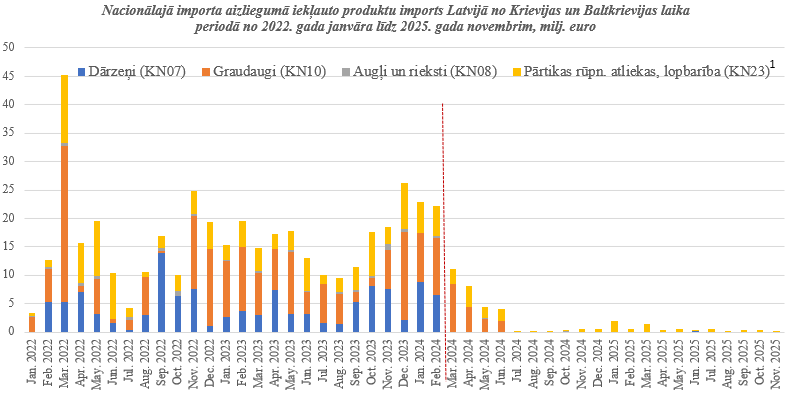 Nacionālajā importa aizliegumā iekļauto produktu imports Latvijā no Krievijas un Baltkrievijas laika
periodā no 2022. gada janvāra līdz 2025. gada novembrim, milj. euro
50
45
40
35
30
25
20
15
10
5
0
Dārzeņi (KN07) Graudaugi (KN10) Augļi un rieksti (KN08) Pārtikas rūpn. atliekas, lopbarība (KN23)1
Jan. 2022
Feb. 2022
Mar. 2022
Apr. 2022
May. 2022
Jun. 2022
Jul. 2022
Aug. 2022
Sep. 2022
Oct. 2022
Nov. 2022
Dec. 2022
Jan. 2023
Feb. 2023
Mar. 2023
Apr. 2023
May. 2023
Jun. 2023
Jul. 2023
Aug. 2023
Sep. 2023
Oct. 2023
Nov. 2023
Dec. 2023
Jan. 2024
Feb. 2024
Mar. 2024
Apr. 2024
May. 2024
Jun. 2024
Jul. 2024
Aug. 2024
Sep. 2024
Oct. 2024
Nov. 2024
Dec. 2024
Jan. 2025
Feb. 2025
Mar. 2025
Apr. 2025
May. 2025
Jun. 2025
Jul. 2025
Aug. 2025
Sep. 2025
Oct. 2025
Nov. 2025